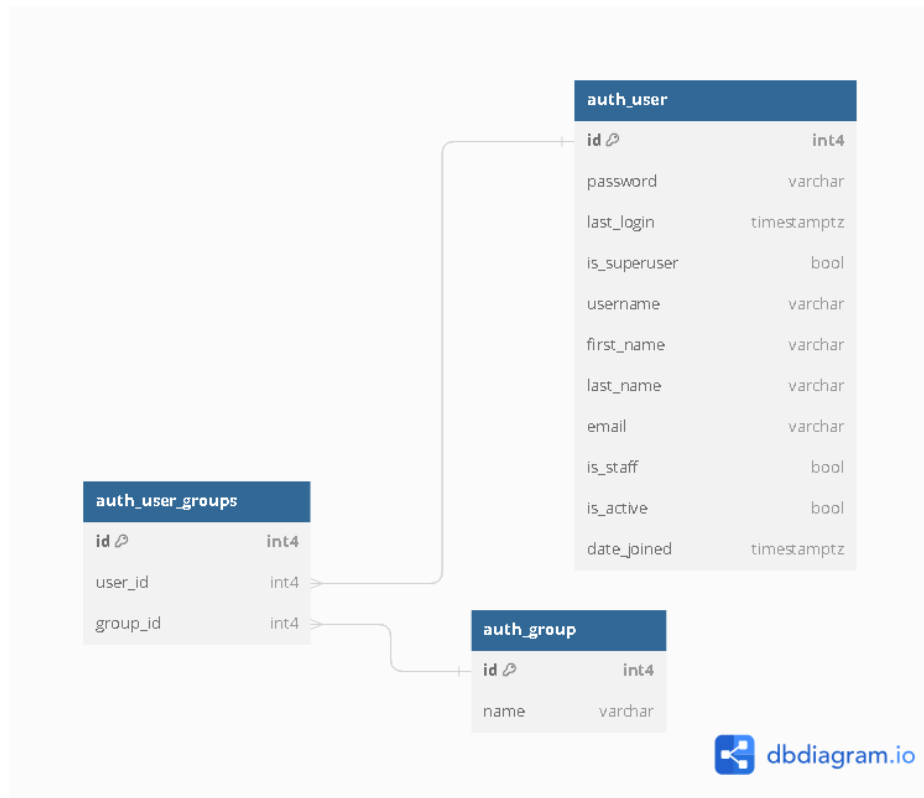 auth_user
id int4
password varchar
last_login timestamptz
is_superuser bool
username varchar
first_name varchar
last_name varchar
email varchar
is_staff bool
is_active bool
date_joined timestamptz
auth_user_groups
id int4
user_id int4
group_id int4
auth_group
id int4
name varchar
dbdiagram.io